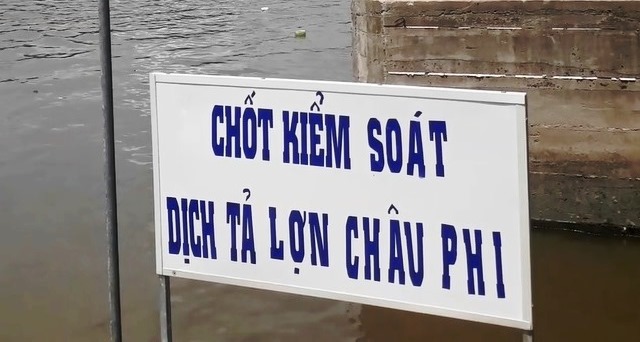 CHỐT KIỂM SOÁT
DỊCH TẢ LỢN CHÂU PHI